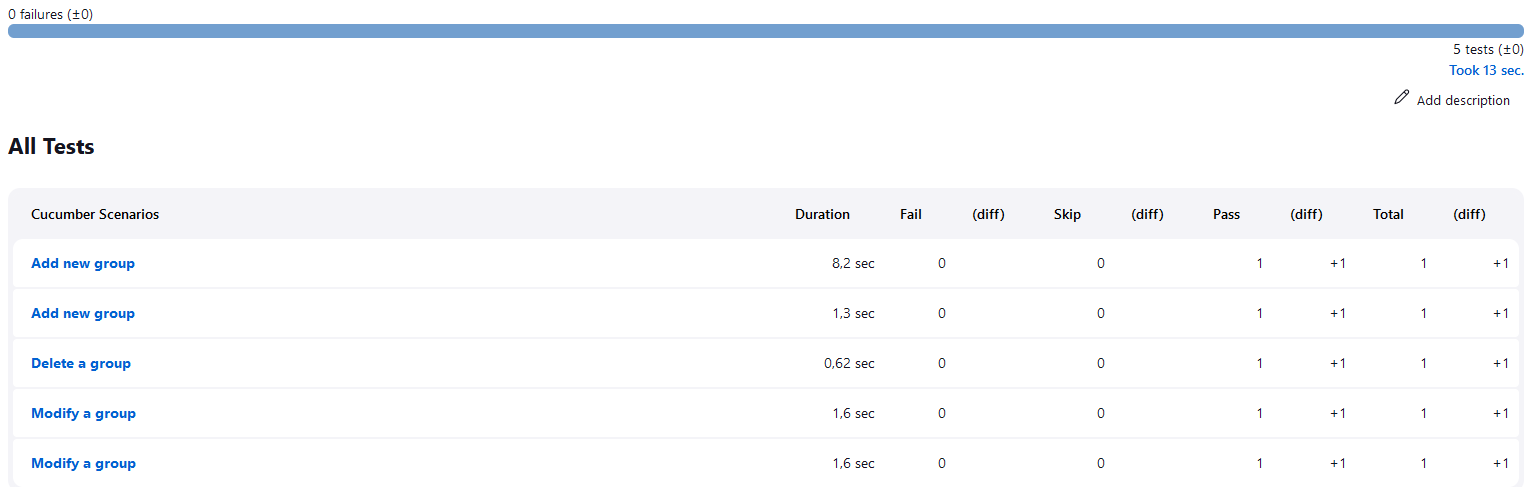 0 failures (±0)
5 tests (±0)
Took 13 sec.
Add description
All Tests
Cucumber Scenarios Duration Fail (diff) Skip (diff) Pass (diff) Total (diff)
Add new group 8,2 sec 0 0 1 +1 1 +1
Add new group 1,3 sec 0 0 1 +1 1 +1
Delete a group 0,62 sec 0 0 1 +1 1 +1
Modify a group 1,6 sec 0 0 1 +1 1 +1
Modify a group 1,6 sec 0 0 1 +1 1 +1